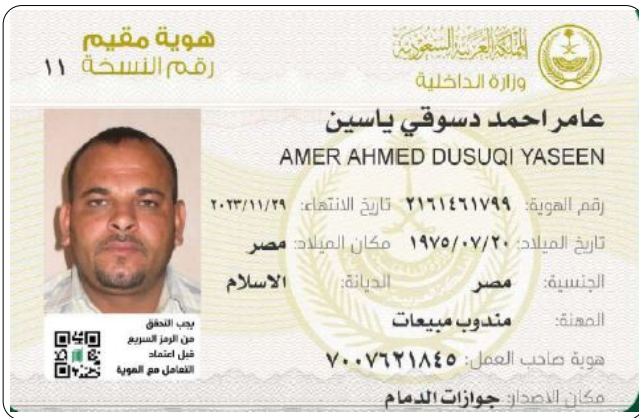 هوية مقيم
رقم النسخة ١١
المملكة العربية السعودية
وزارة الداخلية
عامر احمد دسوقي ياسين
AMER AHMED DUSUQI YASEEN
رقم الهوية: ٢١٦١٤٦١٧٩٩ تاريخ الانتهاء: ٢٠٢٣/١١/٢٩
تاريخ الميلاد: ١٩٧٥/٠٧/٢٠ مكان الميلاد: مصر
الجنسية: مصر الديانة: الاسلام
المهنة: مندوب مبيعات
هوية صاحب العمل: ٧٠٠٧٦٢١٨٤٥
مكان الاصدار: جوازات الدمام
يجب التحقق
من الرمز السريع
قبل اعتماد
التعامل مع الهوية